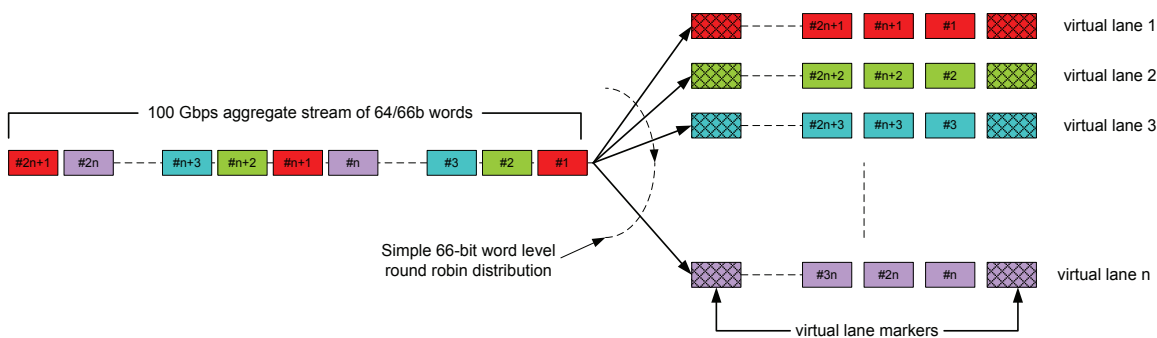 #2n+1 #n+1 #1 virtual lane 1
#2n+2 #n+2 #2 virtual lane 2
100 Gbps aggregate stream of 64/66b words
#2n+3 #n+3 #3 virtual lane 3
#2n+1 #2n #n+3 #n+2 #n+1 #n #3 #2 #1
Simple 66-bit word level
round robin distribution
#3n #2n #n virtual lane n
virtual lane markers